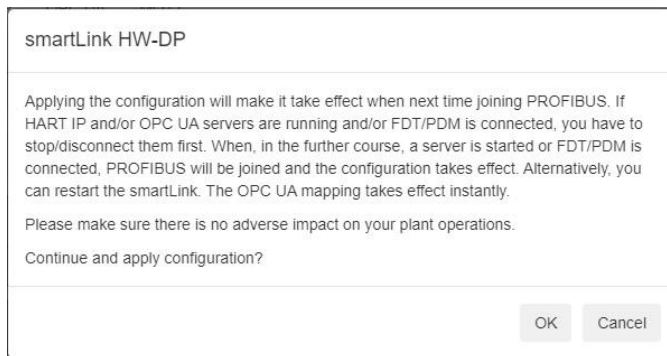 smartLink HW-DP
Applying the configuration will make it take effect when next time joining PROFIBUS. If
HART IP and/or OPC UA servers are running and/or FDT/PDM is connected, you have to
stop/disconnect them first. When, in the further course, a server is started or FDT/PDM is
connected, PROFIBUS will be joined and the configuration takes effect. Alternatively, you
can restart the smartLink. The OPC UA mapping takes effect instantly.
Please make sure there is no adverse impact on your plant operations.
Continue and apply configuration?
OK Cancel